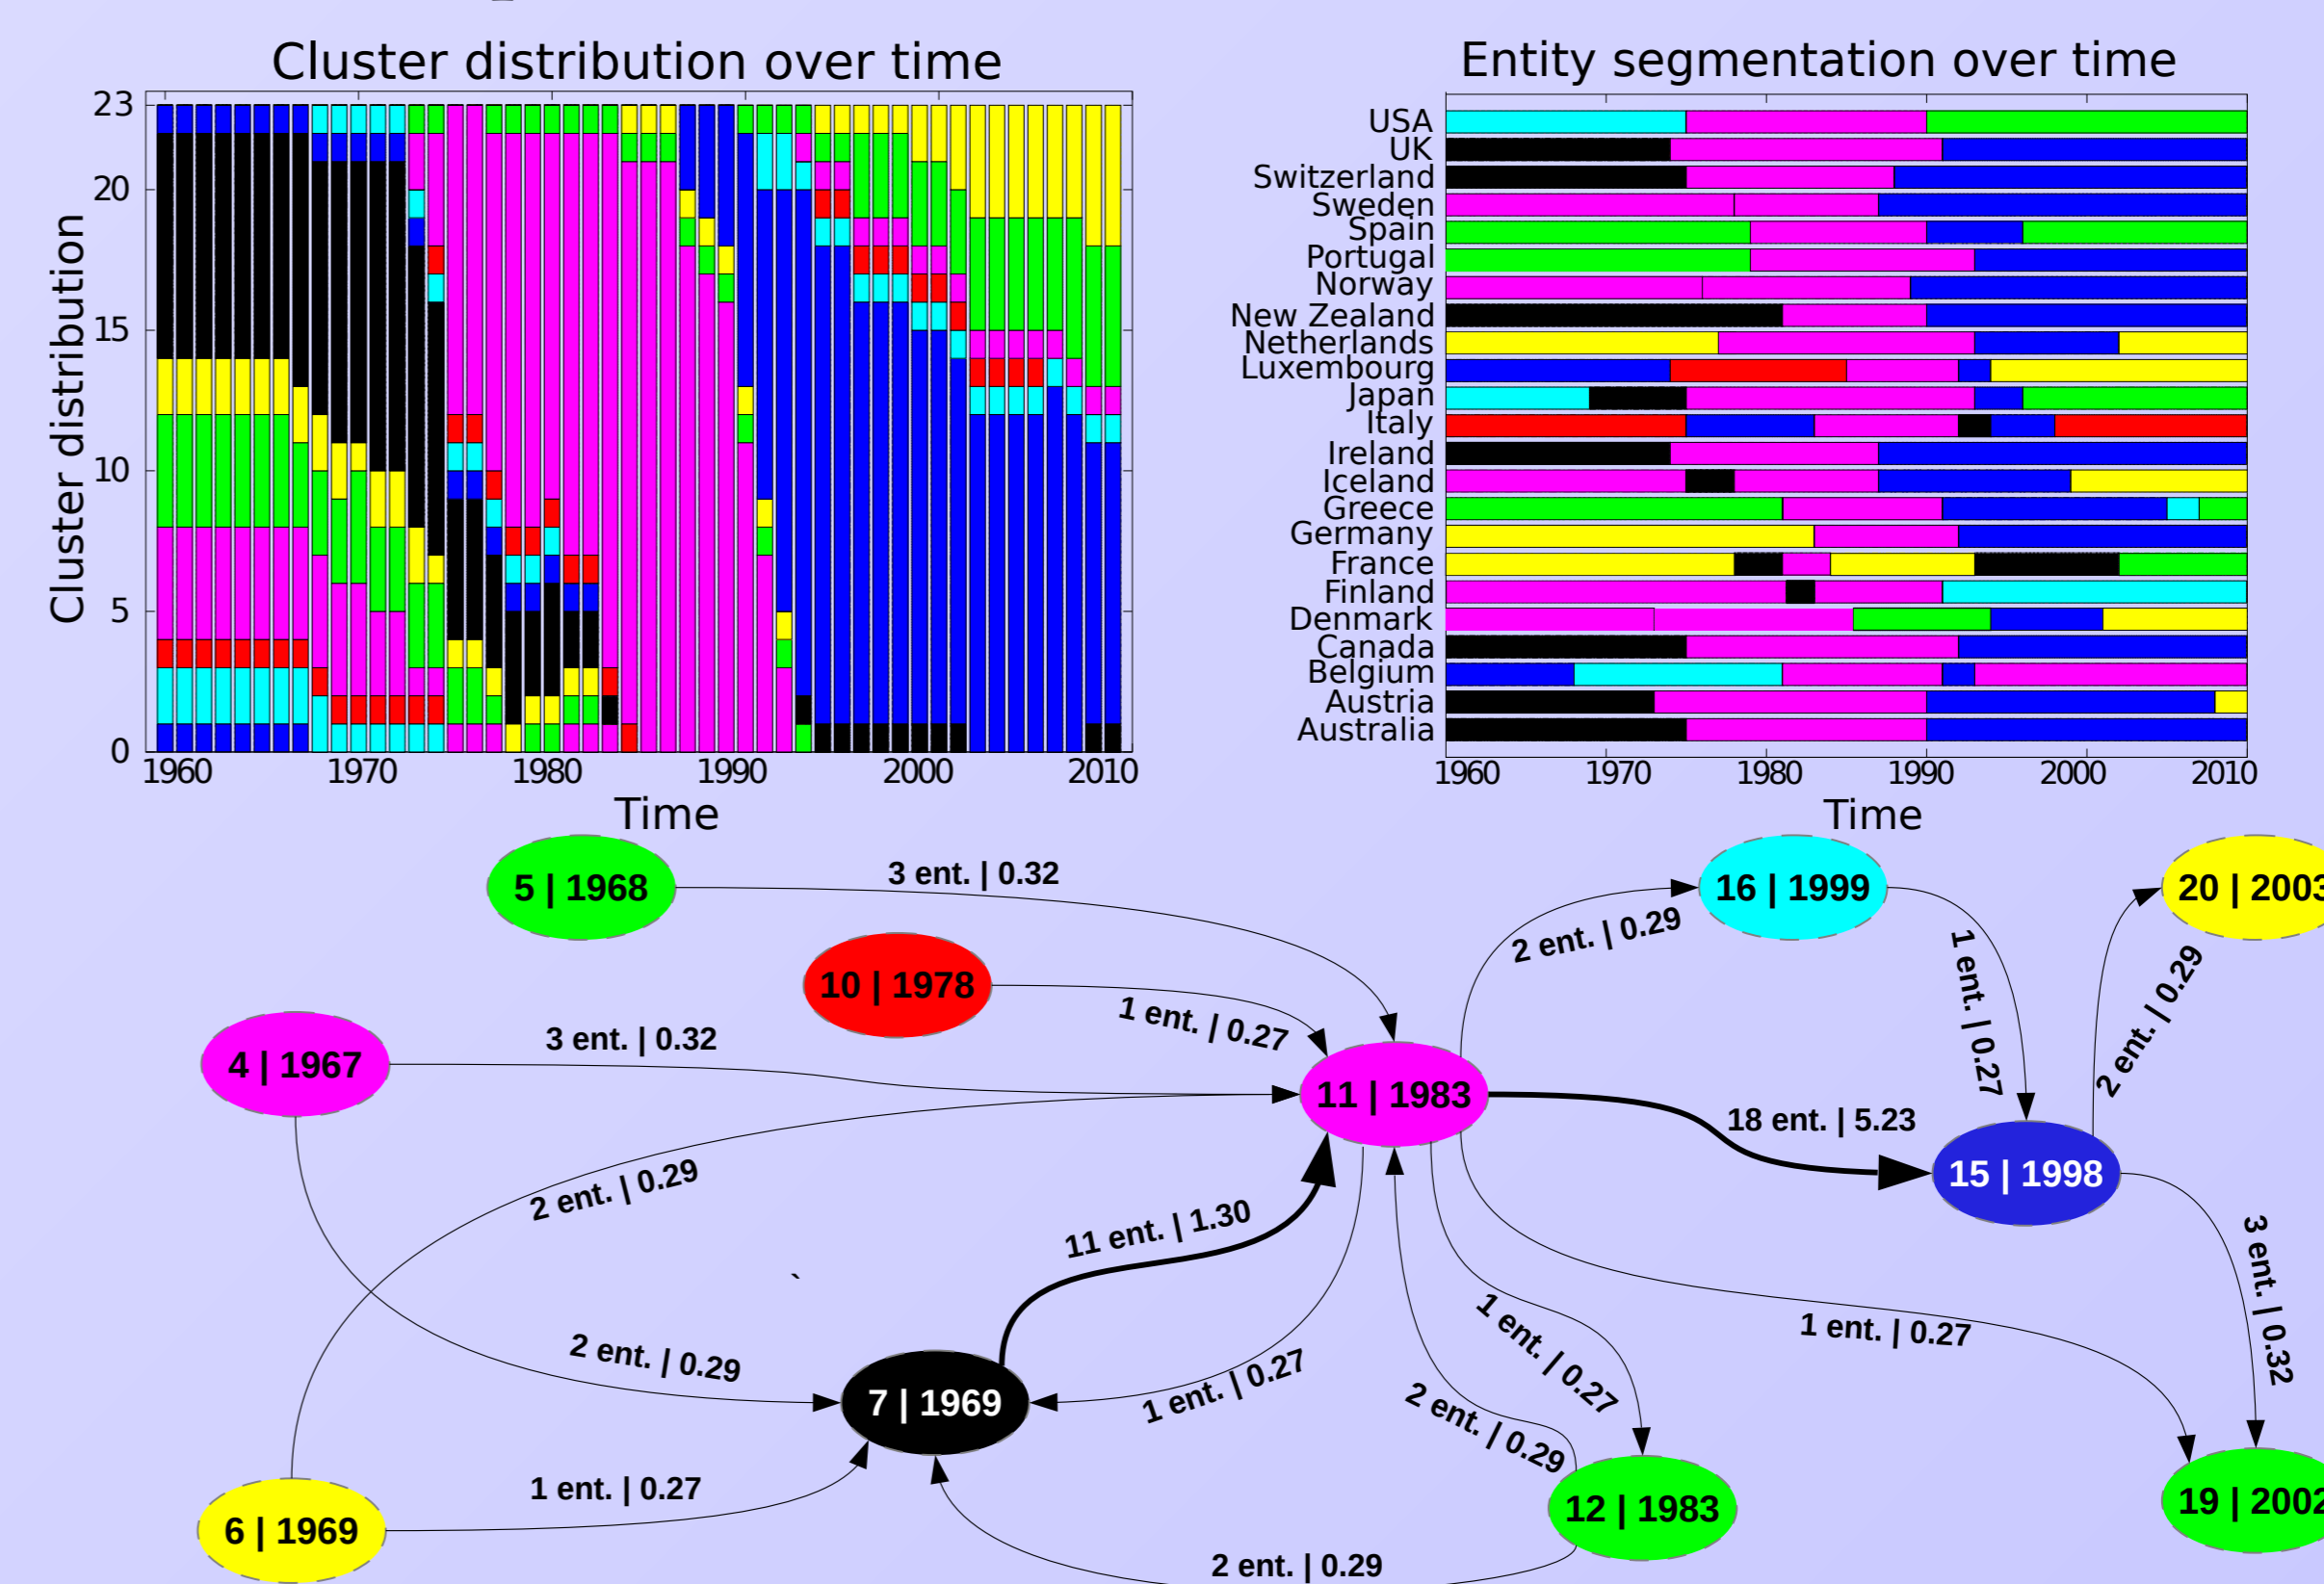 Cluster distribution over time
Cluster distribution
23
20
15
10
5
0
1960 1970 1980 1990 2000 2010
Time
Entity segmentation over time
USA
UK
Switzerland
Sweden
Spain
Portugal
Norway
New Zealand
Netherlands
Luxembourg
Japan
Italy
Ireland
Iceland
Greece
Germany
France
Finland
Denmark
Canada
Belgium
Austria
Australia
1960 1970 1980 1990 2000 2010
Time
5 | 1968
3 ent. | 0.32
16 | 1999
20 | 2003
2 ent. | 0.29
10 | 1978
1 ent. | 0.27
1 ent. | 0.27
2 ent. | 0.29
4 | 1967
3 ent. | 0.32
11 | 1983
18 ent. | 5.23
15 | 1998
2 ent. | 0.29
11 ent. | 1.30
3 ent. | 0.32
`
2 ent. | 0.29
1 ent. | 0.27
1 ent. | 0.27
1 ent. | 0.27
7 | 1969
2 ent. | 0.29
6 | 1969
1 ent. | 0.27
12 | 1983
19 | 2002
2 ent. | 0.29